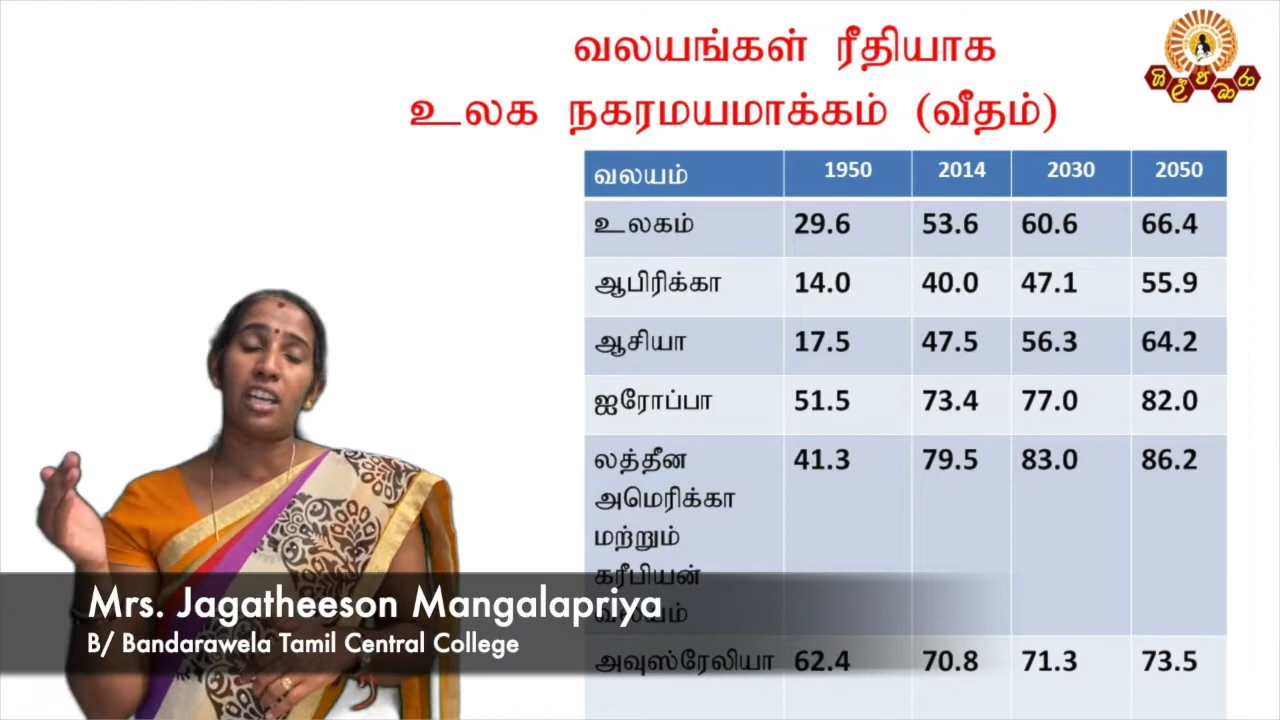 வலயங்கள் ரீதியாக
உலக நகரமயமாக்கம் (வீதம்)
வலயம் 1950 2014 2030 2050
உலகம் 29.6 53.6 60.6 66.4
ஆபிரிக்கா 14.0 40.0 47.1 55.9
ஆசியா 17.5 47.5 56.3 64.2
ஐரோப்பா 51.5 73.4 77.0 82.0
லத்தீன 41.3 79.5 83.0 86.2
அமெரிக்கா
மற்றும்
கரீபியன்
வலயம்
அவுஸ்ரேலியா 62.4 70.8 71.3 73.5
Mrs. Jagatheeson Mangalapriya
B/ Bandarawela Tamil Central College